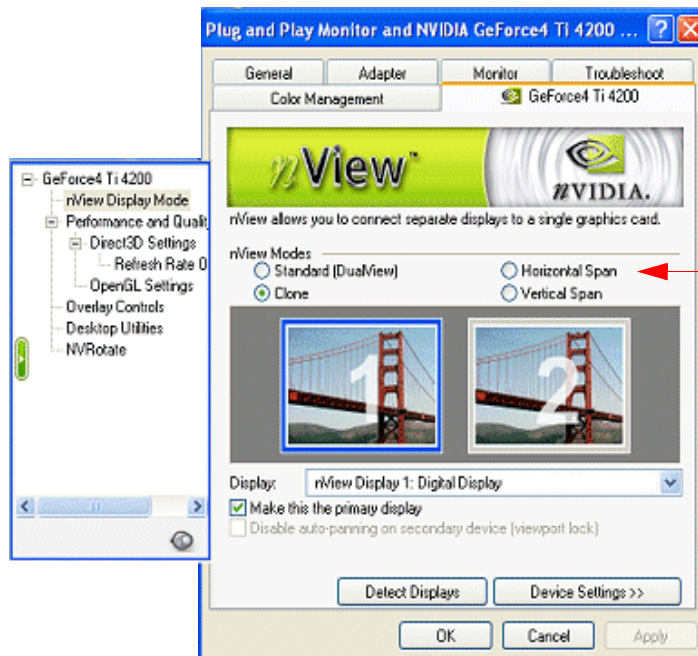 Plug and Play Monitor and NVIDIA GeForce4 Ti 4200 ...
General Adapter Monitor Troubleshoot
Color Management GeForce4 Ti 4200
nView™
nVIDIA.
nView allows you to connect separate displays to a single graphics card.
nView Modes
Standard (DualView) Horizontal Span
Clone Vertical Span
1 2
Display: nView Display 1: Digital Display
Make this the primary display
Disable auto-panning on secondary device (viewport lock)
Detect Displays Device Settings >>
OK Cancel Apply
GeForce4 Ti 4200
nView Display Mode
Performance and Qualit
Direct3D Settings
Refresh Rate O
OpenGL Settings
Overlay Controls
Desktop Utilities
NVRotate